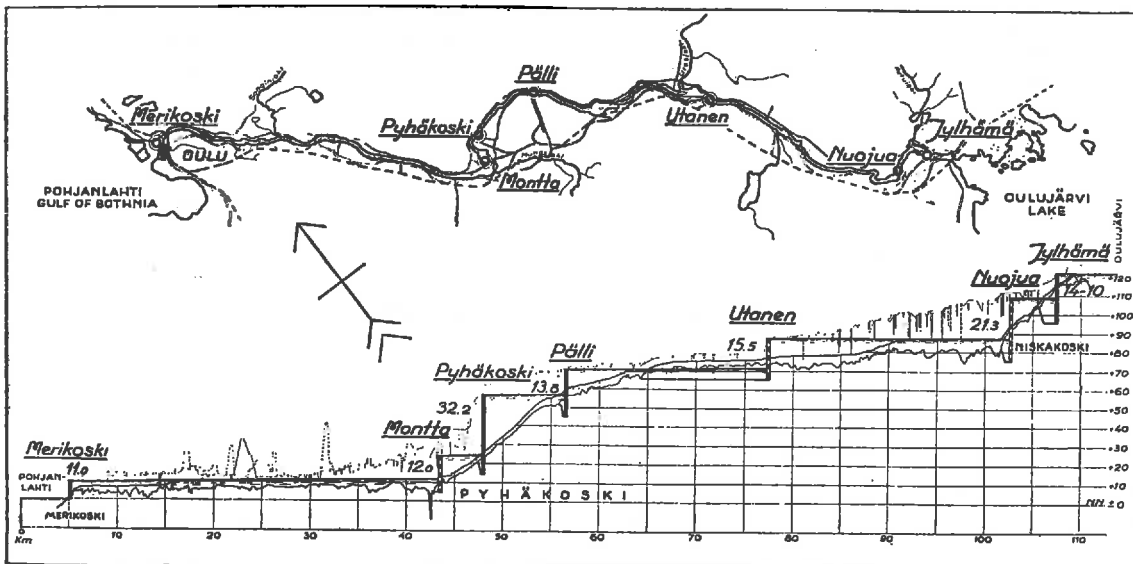 Merikoski
OULU
POHJANLAHTI
GULF OF BOTHNIA
Pyhäkoski
Pälli
Montta
Utanen
Nuojua
Jylhämä
OULUJÄRVI
LAKE
Merikoski
11.0
POHJAN-
LAHTI
MERIKOSKI
Montta
12.0
Pyhäkoski
32.2
PYHÄKOSKI
Pälli
13.8
Utanen
15.5
Nuojua
21.3
NISKAKOSKI
Jylhämä
14-10
OULUJÄRVI
+120
+110
+100
+90
+80
+70
+60
+50
+40
+30
+20
+10
NN ± 0
0 10 20 30 40 50 60 70 80 90 100 110
Km